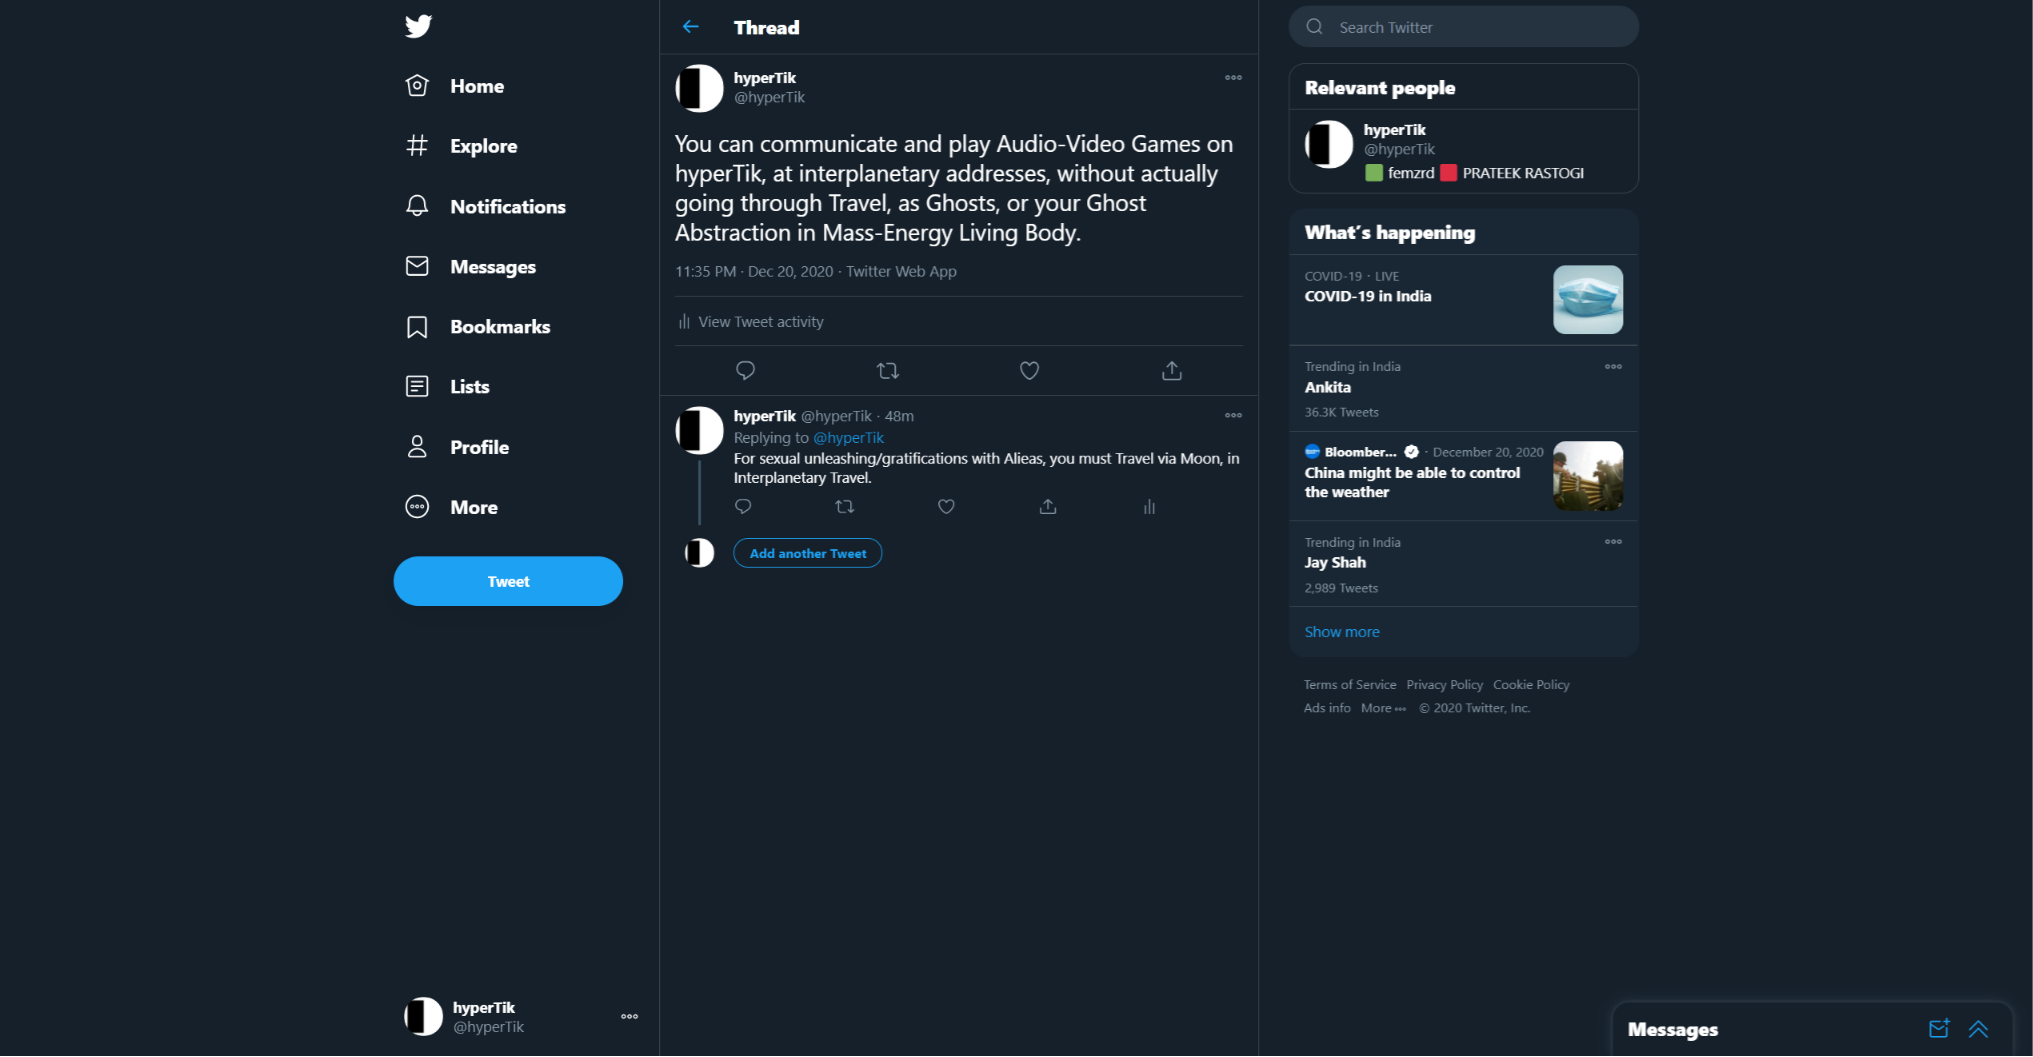 Home
Explore
Notifications
Messages
Bookmarks
Lists
Profile
More
Tweet
hyperTik
@hyperTik
Thread
hyperTik
@hyperTik
You can communicate and play Audio-Video Games on
hyperTik, at interplanetary addresses, without actually
going through Travel, as Ghosts, or your Ghost
Abstraction in Mass-Energy Living Body.
11:35 PM · Dec 20, 2020 · Twitter Web App
View Tweet activity
hyperTik @hyperTik · 48m
Replying to @hyperTik
For sexual unleashing/gratifications with Alieas, you must Travel via Moon, in
Interplanetary Travel.
Add another Tweet
Search Twitter
Relevant people
hyperTik
@hyperTik
femzrd PRATEEK RASTOGI
What's happening
COVID-19 · LIVE
COVID-19 in India
Trending in India
Ankita
36.3K Tweets
Bloomber... · December 20, 2020
China might be able to control
the weather
Trending in India
Jay Shah
2,989 Tweets
Show more
Terms of Service Privacy Policy Cookie Policy
Ads info More © 2020 Twitter, Inc.
Messages